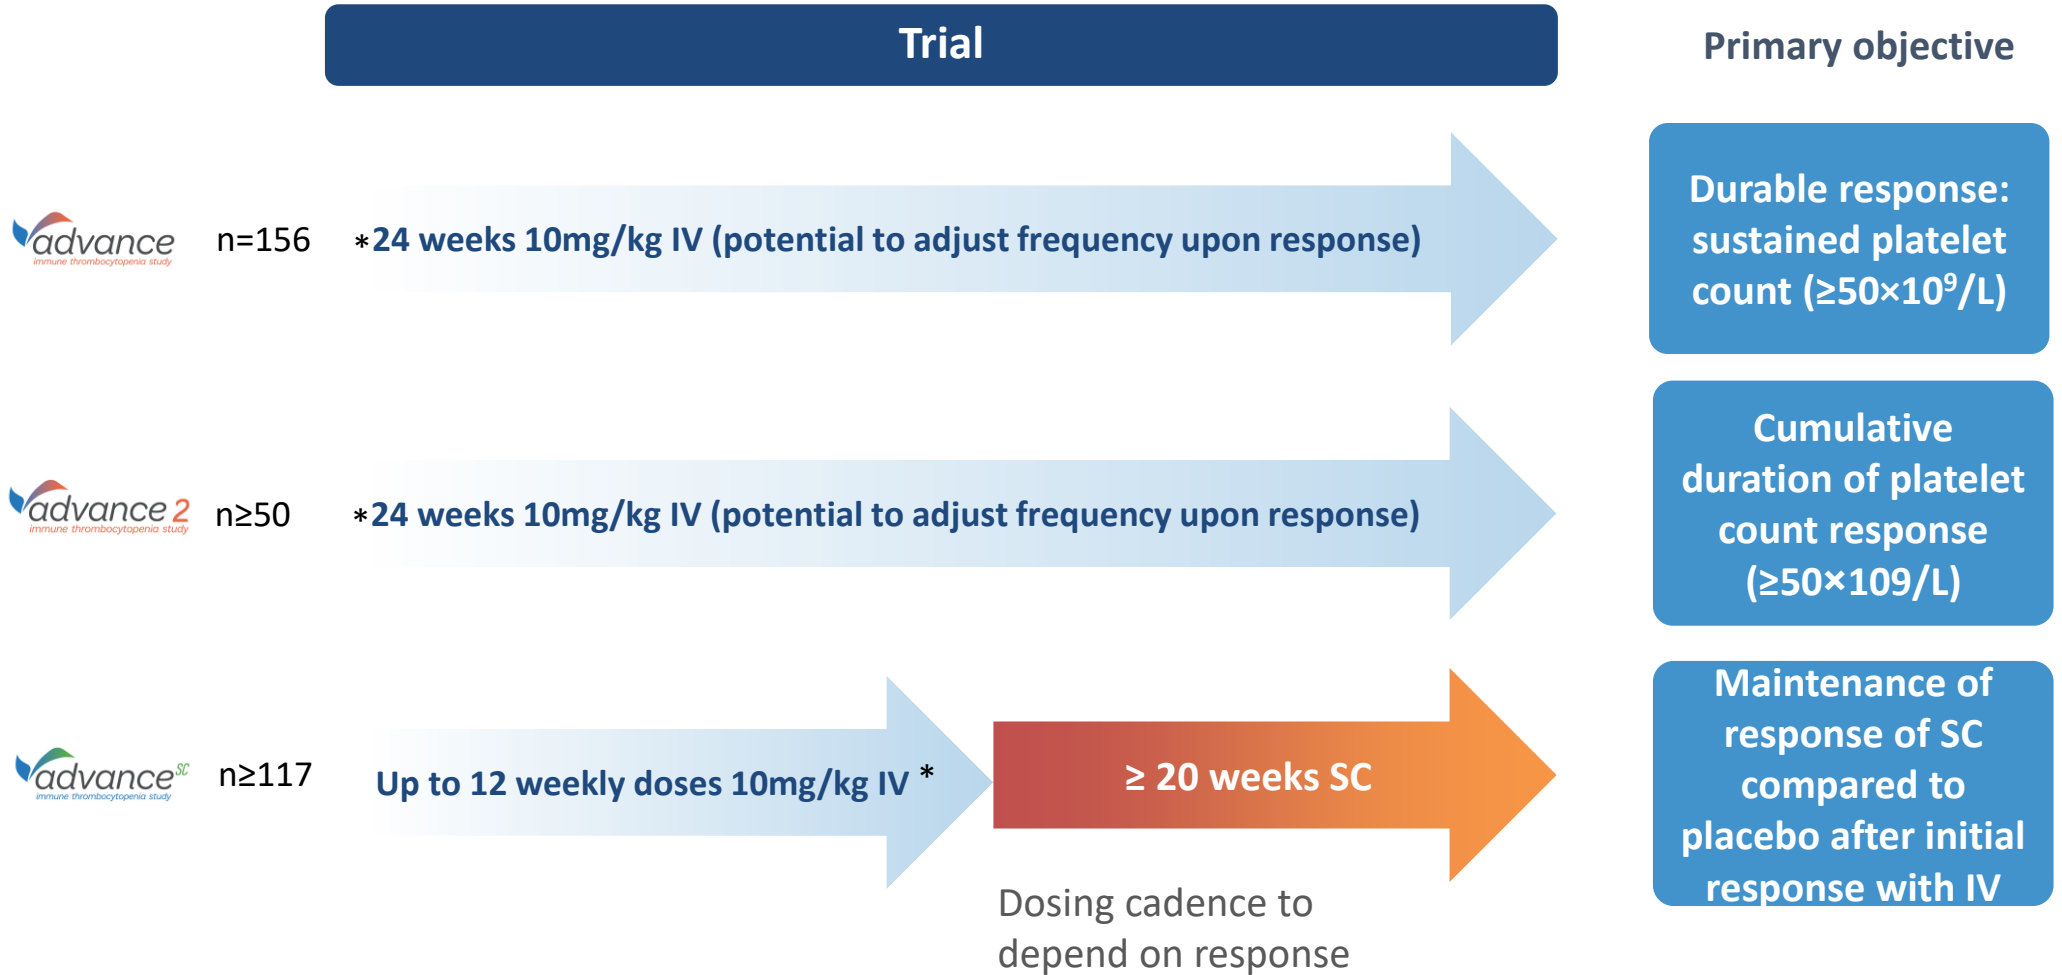 Trial
Primary objective
advance
immune thrombocytopenia study
n=156
*24 weeks 10mg/kg IV (potential to adjust frequency upon response)
Durable response:
sustained platelet
count (≥50×10⁹/L)
advance 2
immune thrombocytopenia study
n≥50
*24 weeks 10mg/kg IV (potential to adjust frequency upon response)
Cumulative
duration of platelet
count response
(≥50×109/L)
advance SC
immune thrombocytopenia study
n≥117
Up to 12 weekly doses 10mg/kg IV *
≥ 20 weeks SC
Dosing cadence to
depend on response
Maintenance of
response of SC
compared to
placebo after initial
response with IV